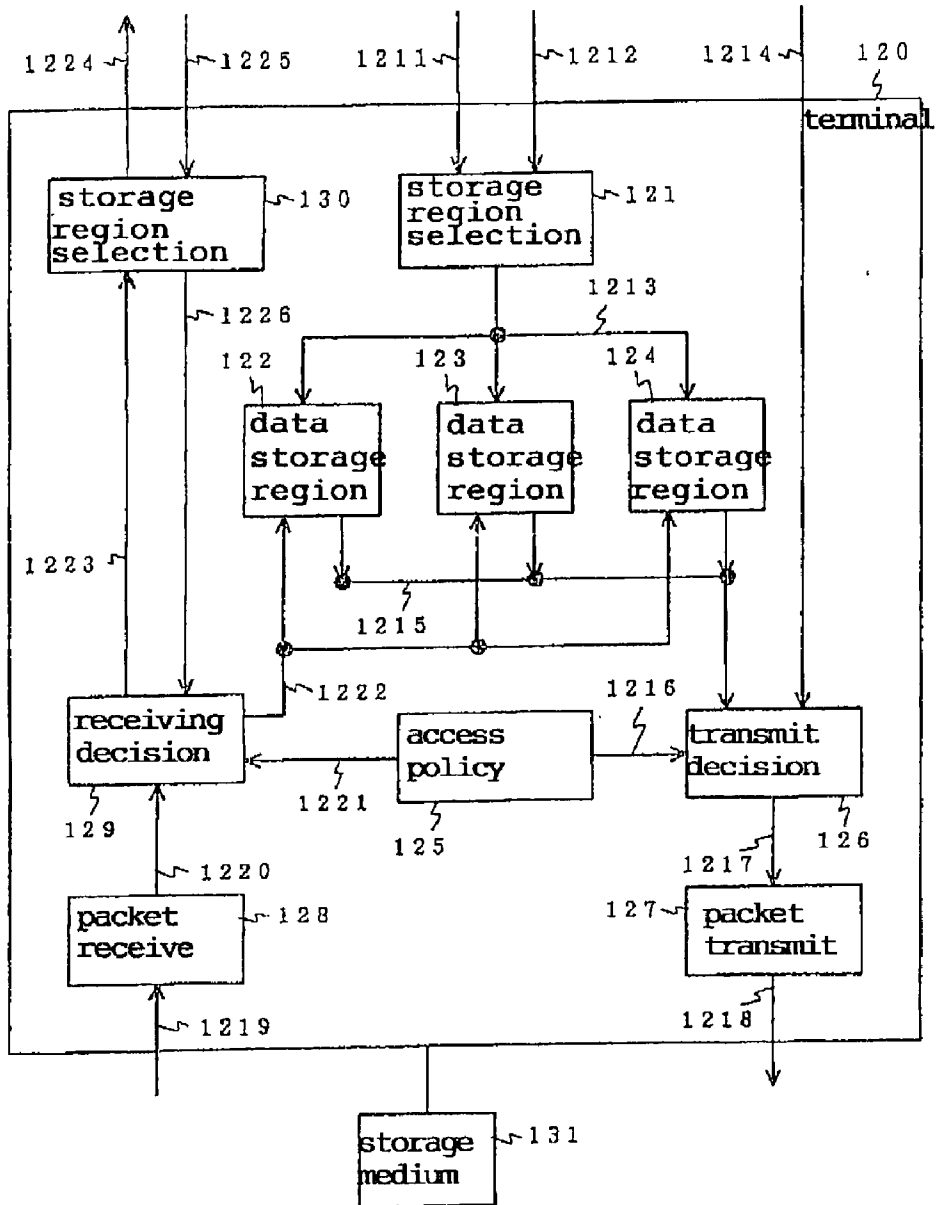 1224
1225
1211
1212
1214
120
terminal
storage
region
selection
130
storage
region
selection
121
1226
1213
122
123
124
data
storage
region
data
storage
region
data
storage
region
1223
1215
1222
1216
receiving
decision
access
policy
transmit
decision
129
1221
125
126
1220
1217
packet
receive
128
127
packet
transmit
1219
1218
storage
medium
131